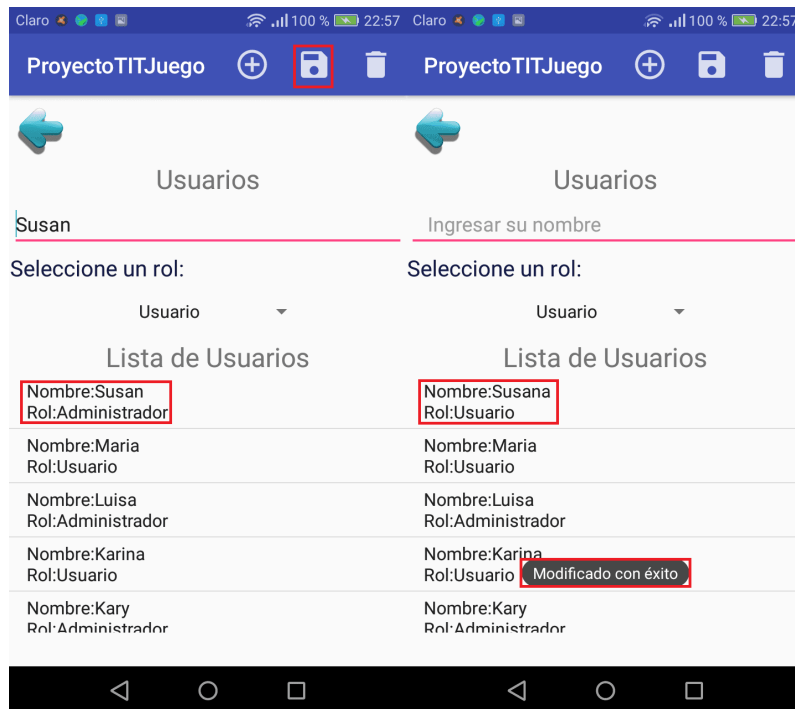 Claro 100 % 22:57
ProyectoTITJuego
Usuarios
Susan
Seleccione un rol:
Usuario
Lista de Usuarios
Nombre:Susan
Rol:Administrador
Nombre:Maria
Rol:Usuario
Nombre:Luisa
Rol:Administrador
Nombre:Karina
Rol:Usuario
Nombre:Kary
Rol:Administrador
Claro 100 % 22:57
ProyectoTITJuego
Usuarios
Ingresar su nombre
Seleccione un rol:
Usuario
Lista de Usuarios
Nombre:Susana
Rol:Usuario
Nombre:Maria
Rol:Usuario
Nombre:Luisa
Rol:Administrador
Nombre:Karina
Rol:Usuario
Modificado con éxito
Nombre:Kary
Rol:Administrador